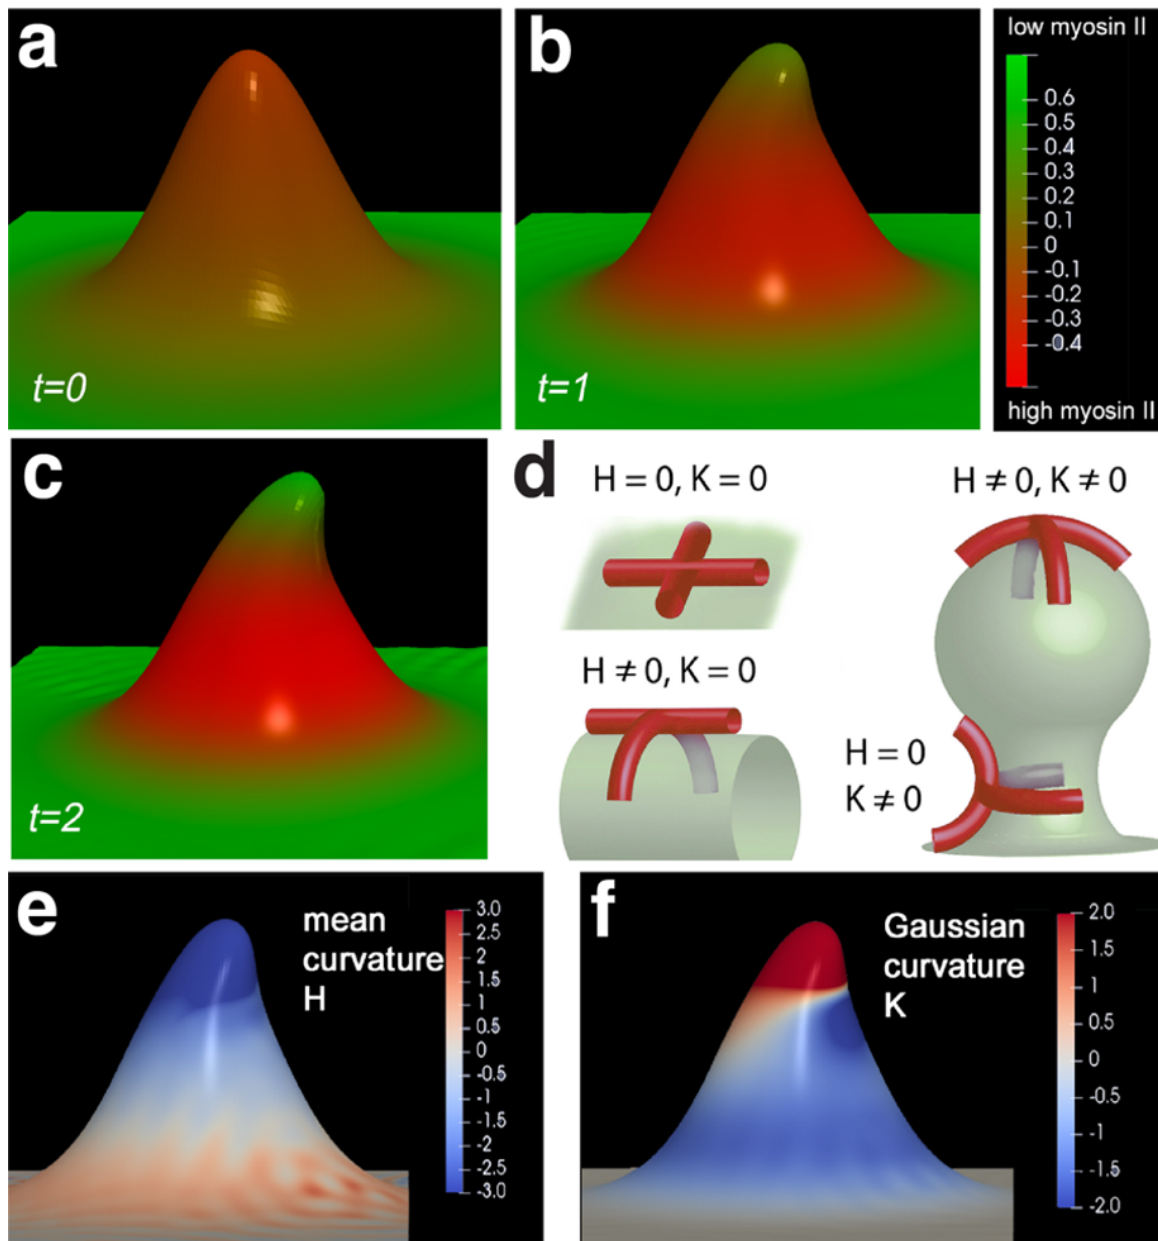 a
t=0
b
t=1
low myosin II
0.6
0.5
0.4
0.3
0.2
0.1
0
-0.1
-0.2
-0.3
-0.4
high myosin II
c
t=2
d
H = 0, K = 0
H ≠ 0, K ≠ 0
H ≠ 0, K = 0
H = 0
K ≠ 0
e
mean
curvature
H
3.0
2.5
2
1.5
1
0.5
0
-0.5
-1
-1.5
-2
-2.5
-3.0
f
Gaussian
curvature
K
2.0
1.5
1
0.5
0
-0.5
-1
-1.5
-2.0